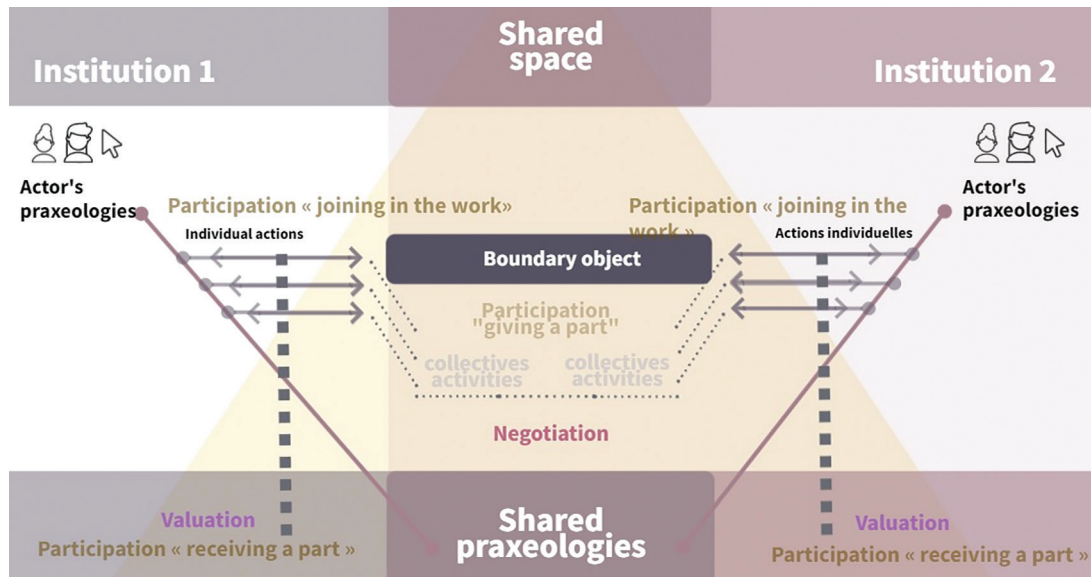 Shared
space
Institution 1
Institution 2
Actor's
praxeologies
Actor's
praxeologies
Participation « joining in the work»
Participation « joining in the
work »
Individual actions
Actions individuelles
Boundary object
Participation
"giving a part"
collectives
activities
collectives
activities
Negotiation
Shared
praxeologies
Valuation
Participation « receiving a part »
Valuation
Participation « receiving a part »